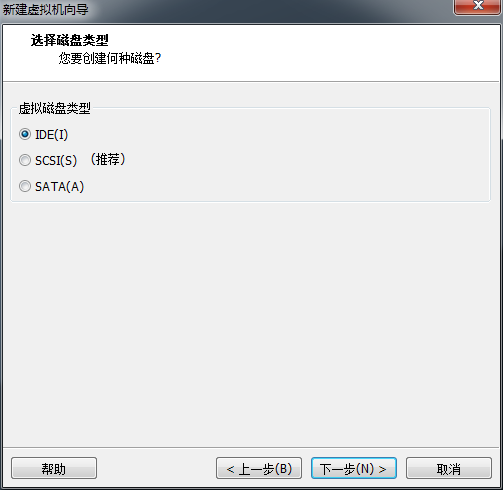 新建虚拟机向导
选择磁盘类型
您要创建何种磁盘?
虚拟磁盘类型
IDE(I)
SCSI(S) （推荐）
SATA(A)
帮助 < 上一步(B) 下一步(N) > 取消